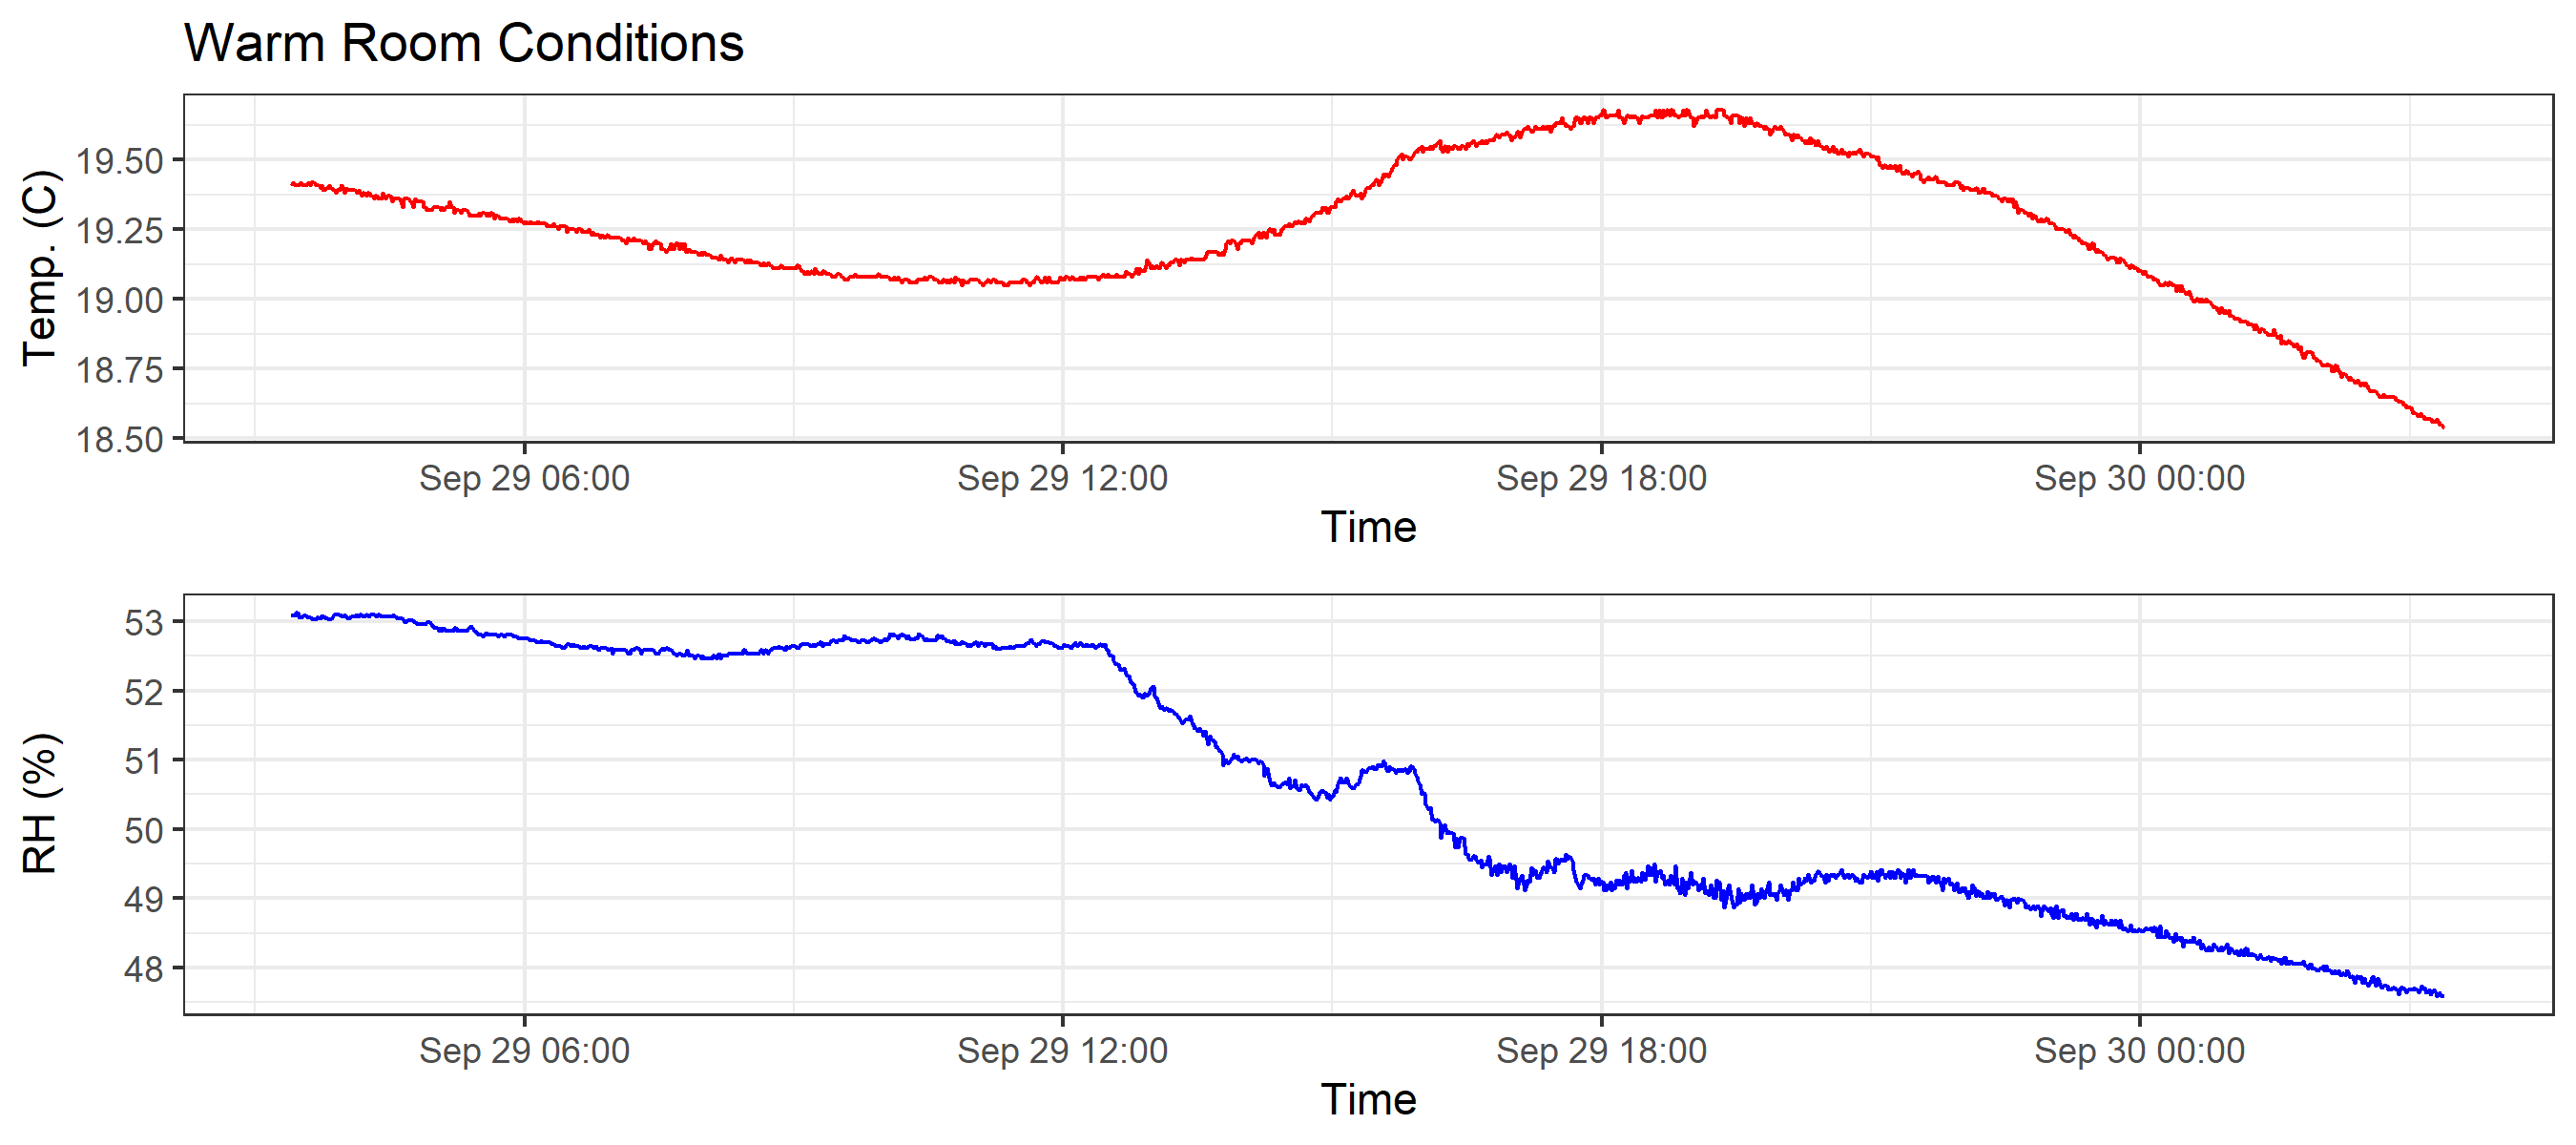 Warm Room Conditions
Temp. (C)
19.50
19.25
19.00
18.75
18.50
Sep 29 06:00 Sep 29 12:00 Sep 29 18:00 Sep 30 00:00
Time
RH (%)
53
52
51
50
49
48
Sep 29 06:00 Sep 29 12:00 Sep 29 18:00 Sep 30 00:00
Time